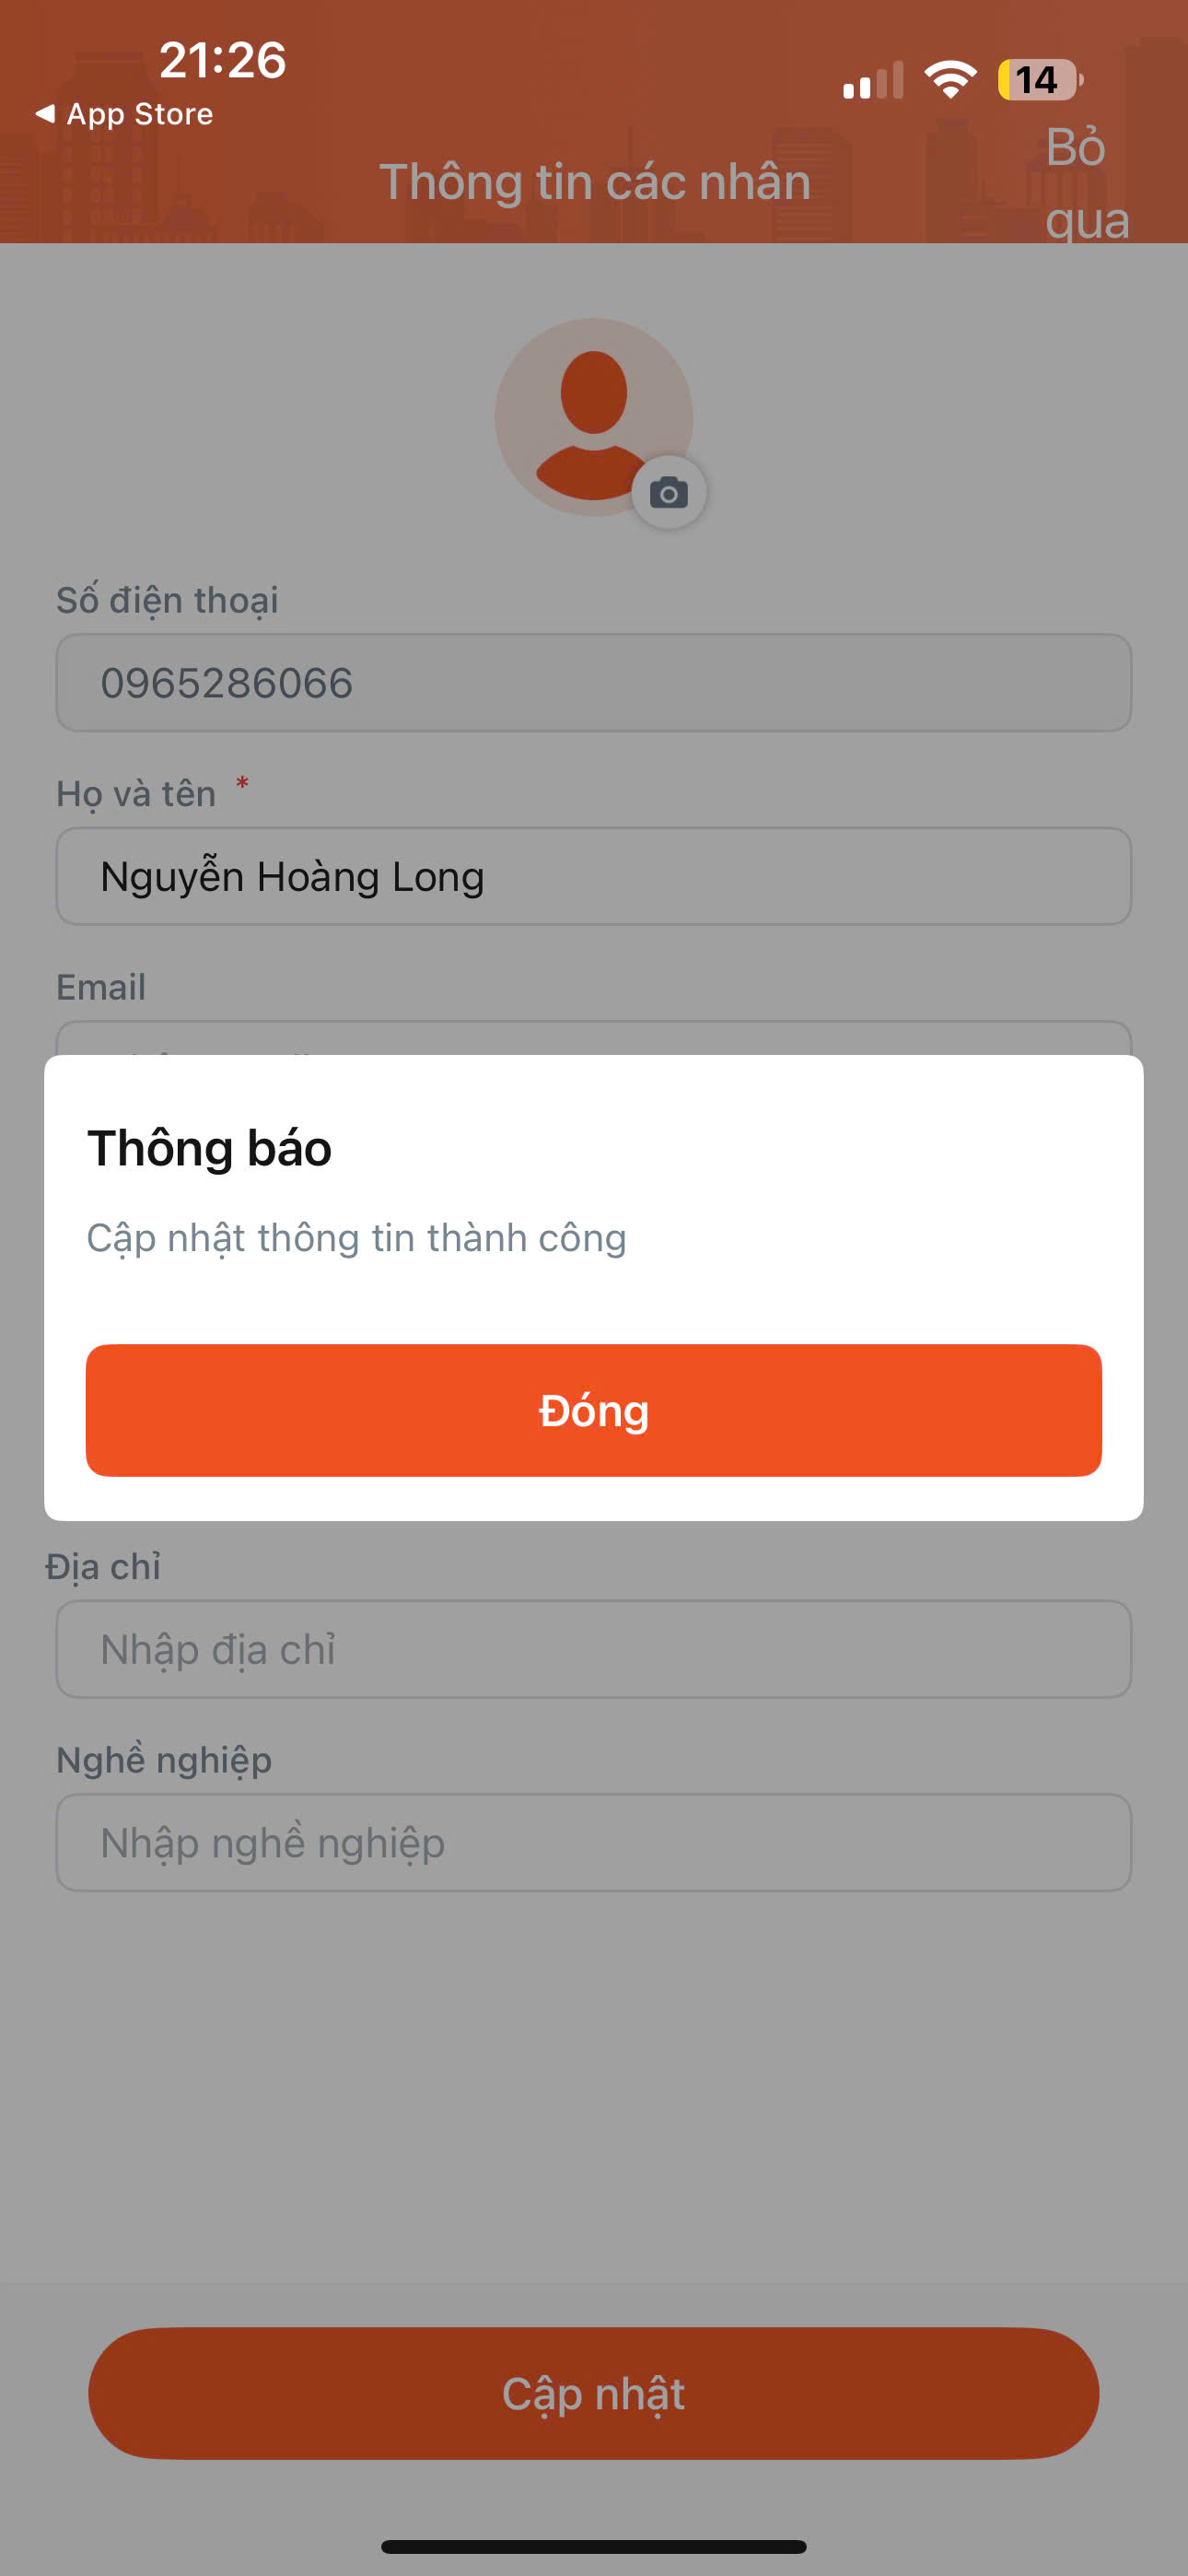 21:26
14
◀ App Store
Thông tin các nhân
Bỏ
qua
Số điện thoại
0965286066
Họ và tên *
Nguyễn Hoàng Long
Email
Thông báo
Cập nhật thông tin thành công
Đóng
Địa chỉ
Nhập địa chỉ
Nghề nghiệp
Nhập nghề nghiệp
Cập nhật